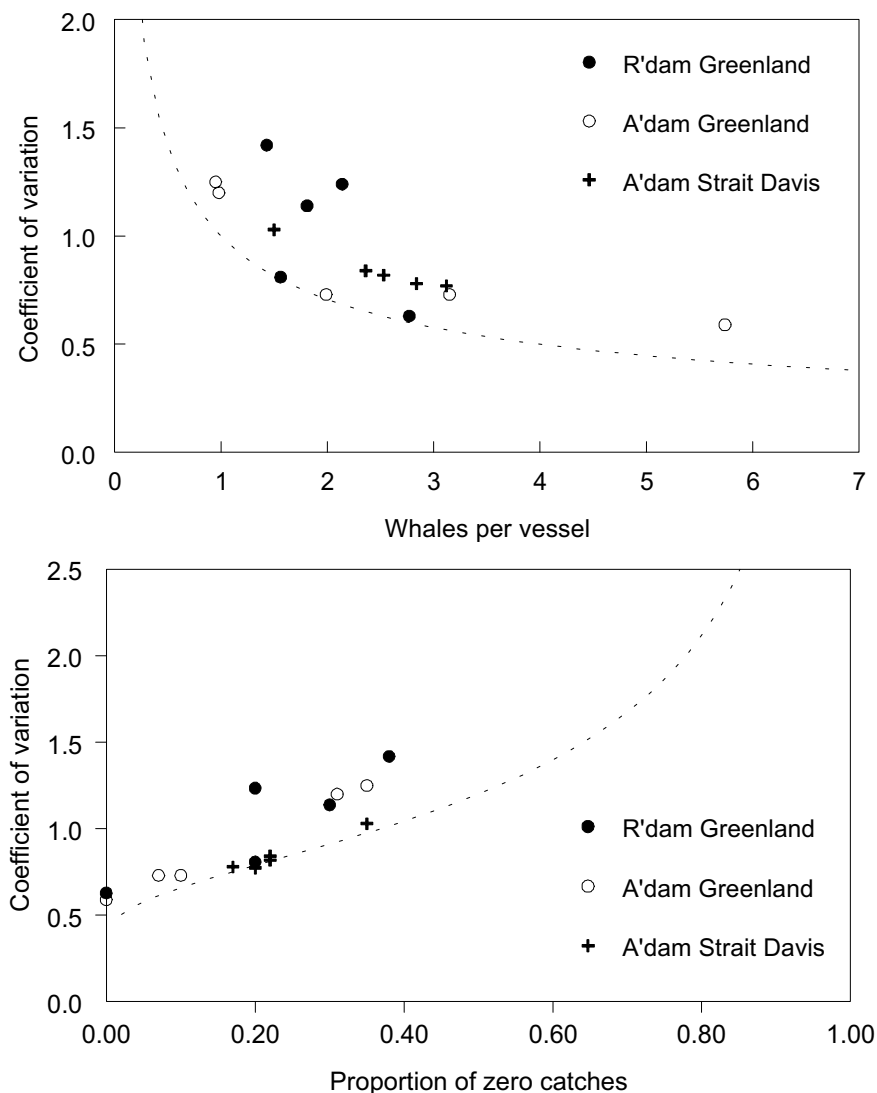 2.0
1.5
1.0
0.5
0.0
Coefficient of variation
R'dam Greenland
A'dam Greenland
A'dam Strait Davis
0 1 2 3 4 5 6 7
Whales per vessel
2.5
2.0
1.5
1.0
0.5
0.0
Coefficient of variation
R'dam Greenland
A'dam Greenland
A'dam Strait Davis
0.00 0.20 0.40 0.60 0.80 1.00
Proportion of zero catches